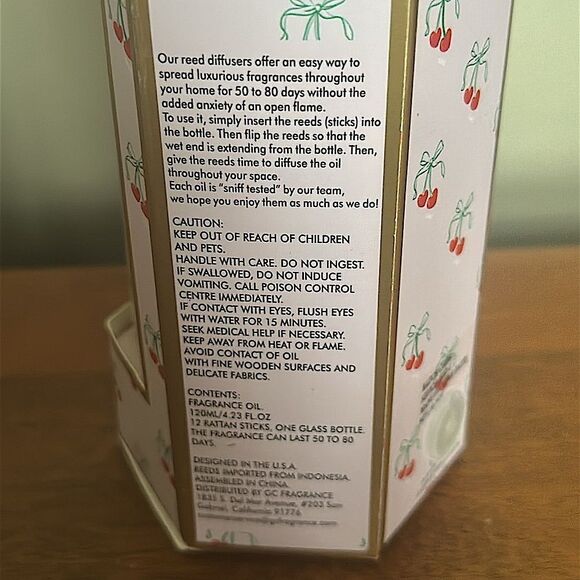 Our reed diffusers offer an easy way to
spread luxurious fragrances throughout
your home for 50 to 80 days without the
added anxiety of an open flame.
To use it, simply insert the reeds (sticks) into
the bottle. Then flip the reeds so that the
wet end is extending from the bottle. Then,
give the reeds time to diffuse the oil
throughout your space.
Each oil is "sniff tested" by our team,
we hope you enjoy them as much as we do!
CAUTION:
KEEP OUT OF REACH OF CHILDREN
AND PETS.
HANDLE WITH CARE. DO NOT INGEST.
IF SWALLOWED, DO NOT INDUCE
VOMITING. CALL POISON CONTROL
CENTRE IMMEDIATELY.
IF CONTACT WITH EYES, FLUSH EYES
WITH WATER FOR 15 MINUTES.
SEEK MEDICAL HELP IF NECESSARY.
KEEP AWAY FROM HEAT OR FLAME.
AVOID CONTACT OF OIL
WITH FINE WOODEN SURFACES AND
DELICATE FABRICS.
CONTENTS:
FRAGRANCE OIL.
120ML/4.23 FL.OZ
12 RATTAN STICKS, ONE GLASS BOTTLE.
THE FRAGRANCE CAN LAST 50 TO 80
DAYS.
DESIGNED IN THE U.S.A.
REEDS IMPORTED FROM INDONESIA.
ASSEMBLED IN CHINA.
DISTRIBUTED BY GC FRAGRANCE
1835 S. Del Mar Avenue, #203 San
Gabriel, California 91776